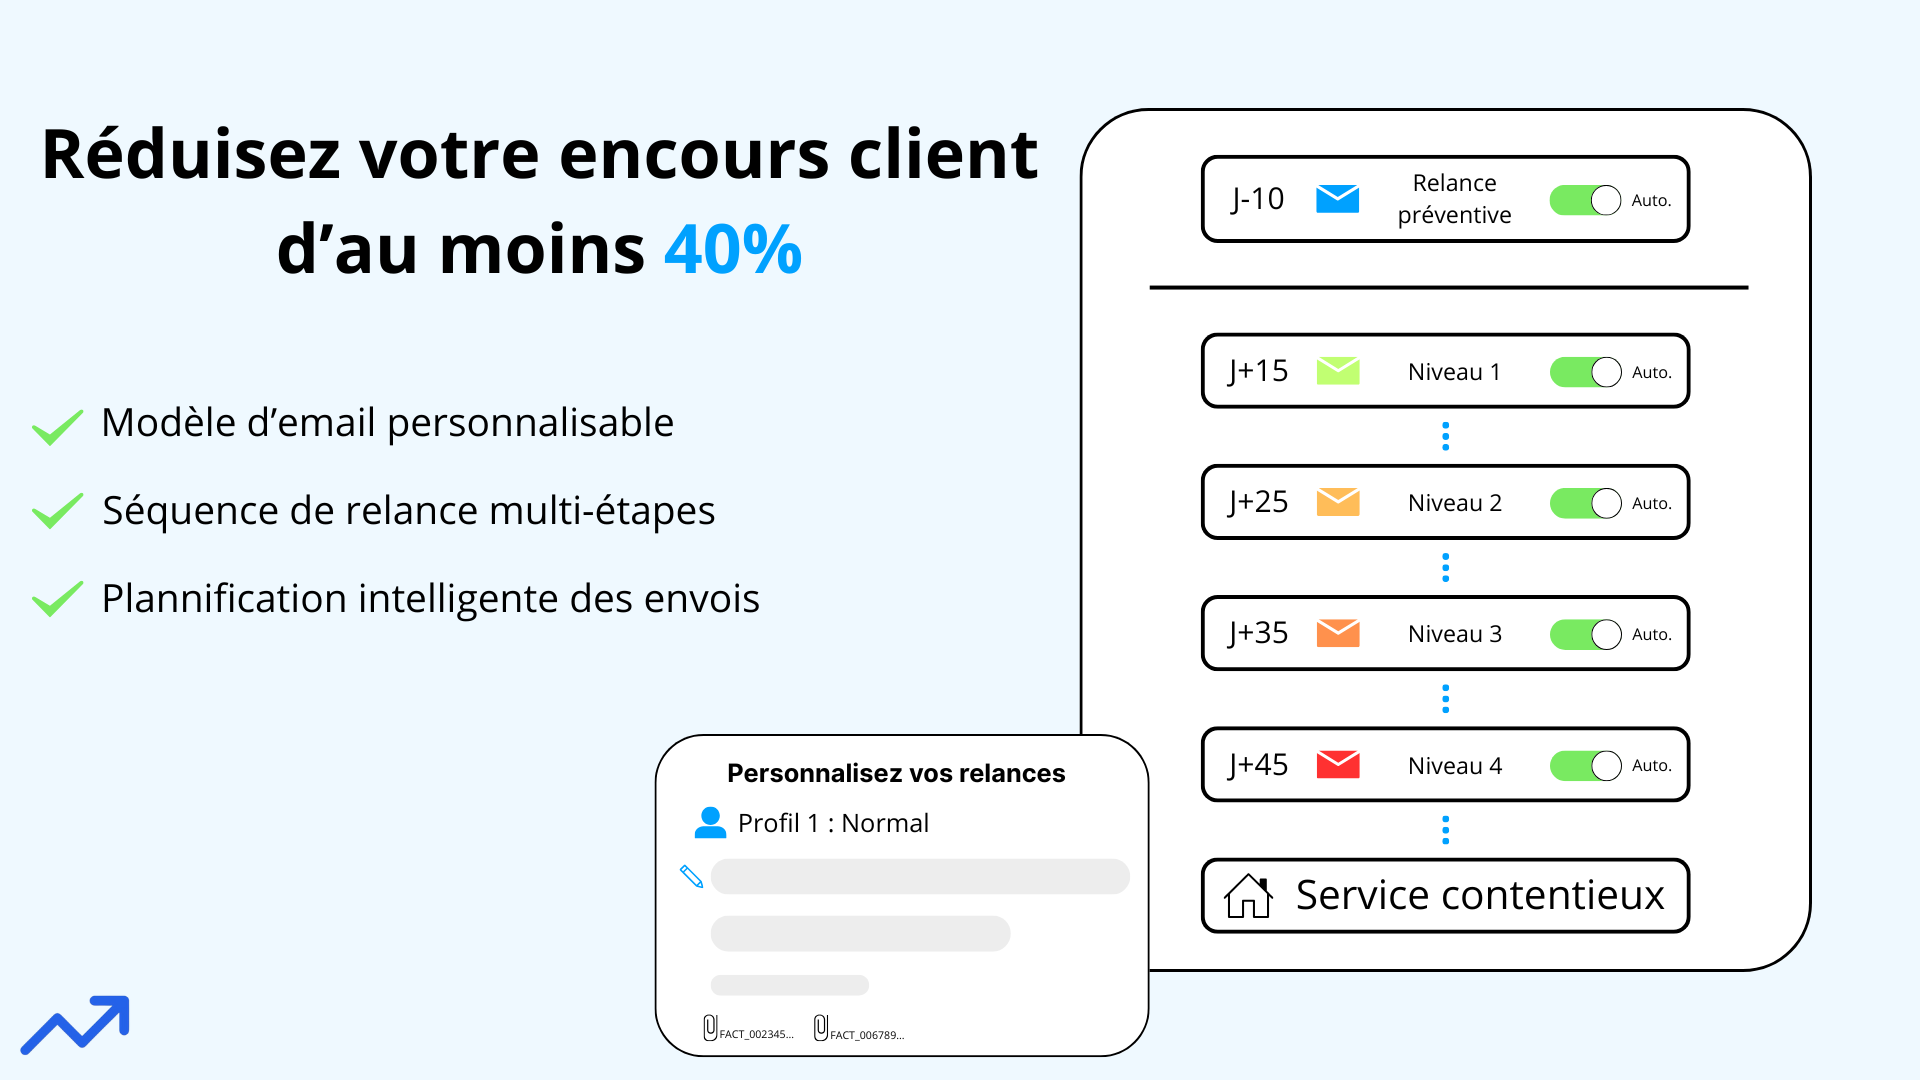 Réduisez votre encours client
d’au moins 40%
Modèle d’email personnalisable
Séquence de relance multi-étapes
Plannification intelligente des envois
J-10
Relance
préventive
Auto.
J+15
Niveau 1
Auto.
J+25
Niveau 2
Auto.
J+35
Niveau 3
Auto.
J+45
Niveau 4
Auto.
Service contentieux
Personnalisez vos relances
Profil 1 : Normal
FACT_002345...
FACT_006789...